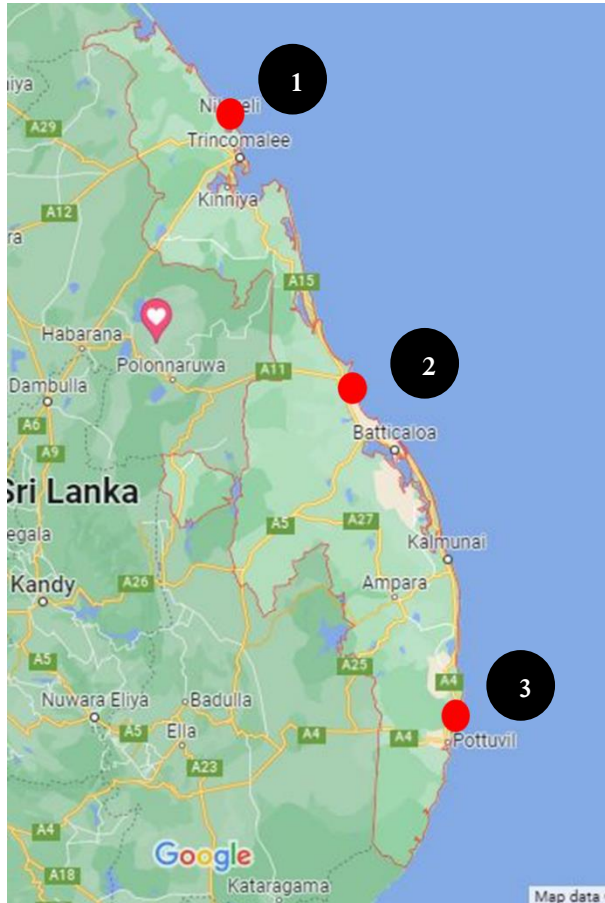 1
A29
Trincomalee
Kinniya
A12
ra
A15
Habarana
2
Polonnaruwa
A11
Dambulla
A6
Batticaloa
A9
Sri Lanka
A27
A5
egala
Kalmunai
A26
Kandy
Ampara
A5
A25
A4
3
Nuwara Eliya
Badulla
A5
Ella
A4
A4
Pottuvil
A23
A4
Google
A18
Kataragama
Map data